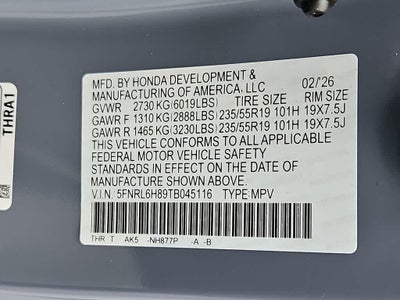 MFD. BY HONDA DEVELOPMENT &
MANUFACTURING OF AMERICA, LLC 02/26
GVWR 2730 KG(6019LBS) TIRE SIZE RIM SIZE
GAWR F 1310 KG(2888LBS) 235/55R19 101H 19X7.5J
GAWR R 1465 KG(3230LBS) 235/55R19 101H 19X7.5J
THIS VEHICLE CONFORMS TO ALL APPLICABLE
FEDERAL MOTOR VEHICLE SAFETY AND THEFT PREVENTION
STANDARDS IN EFFECT ON THE DATE OF
MANUFACTURE SHOWN ABOVE.
V.I.N.: 5FNRL6H89TB045116 TYPE: MPV
THR T AK5 -NH877P -A -B
THRA1